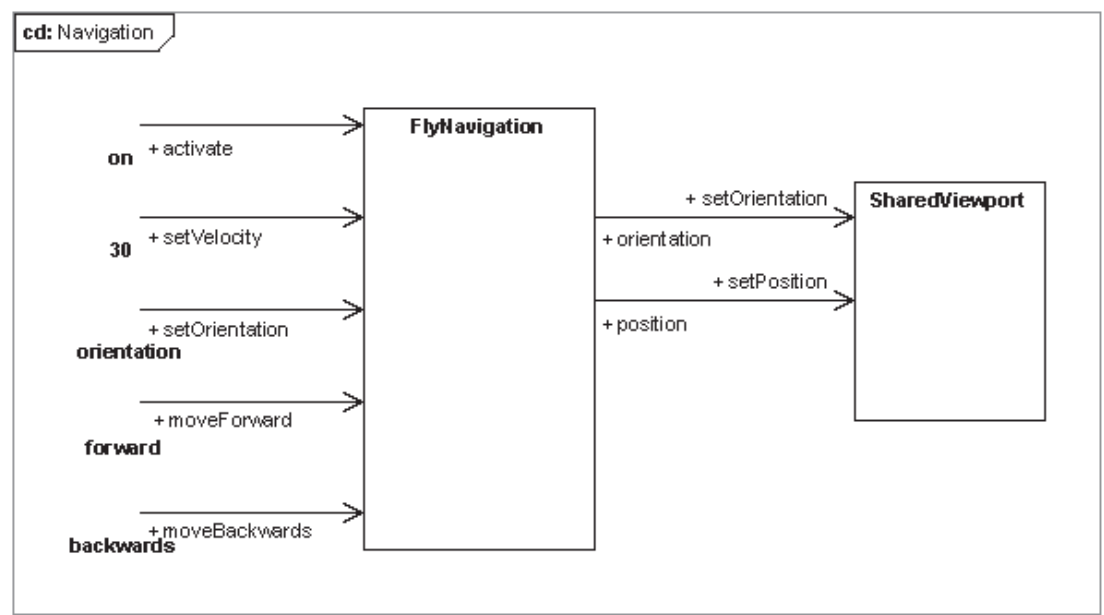 cd: Navigation
FlyNavigation
on
+ activate
30
+ setVelocity
orientation
+ setOrientation
forward
+ moveForward
backwards
+ moveBackwards
+ setOrientation
+ orientation
+ setPosition
+ position
SharedViewport